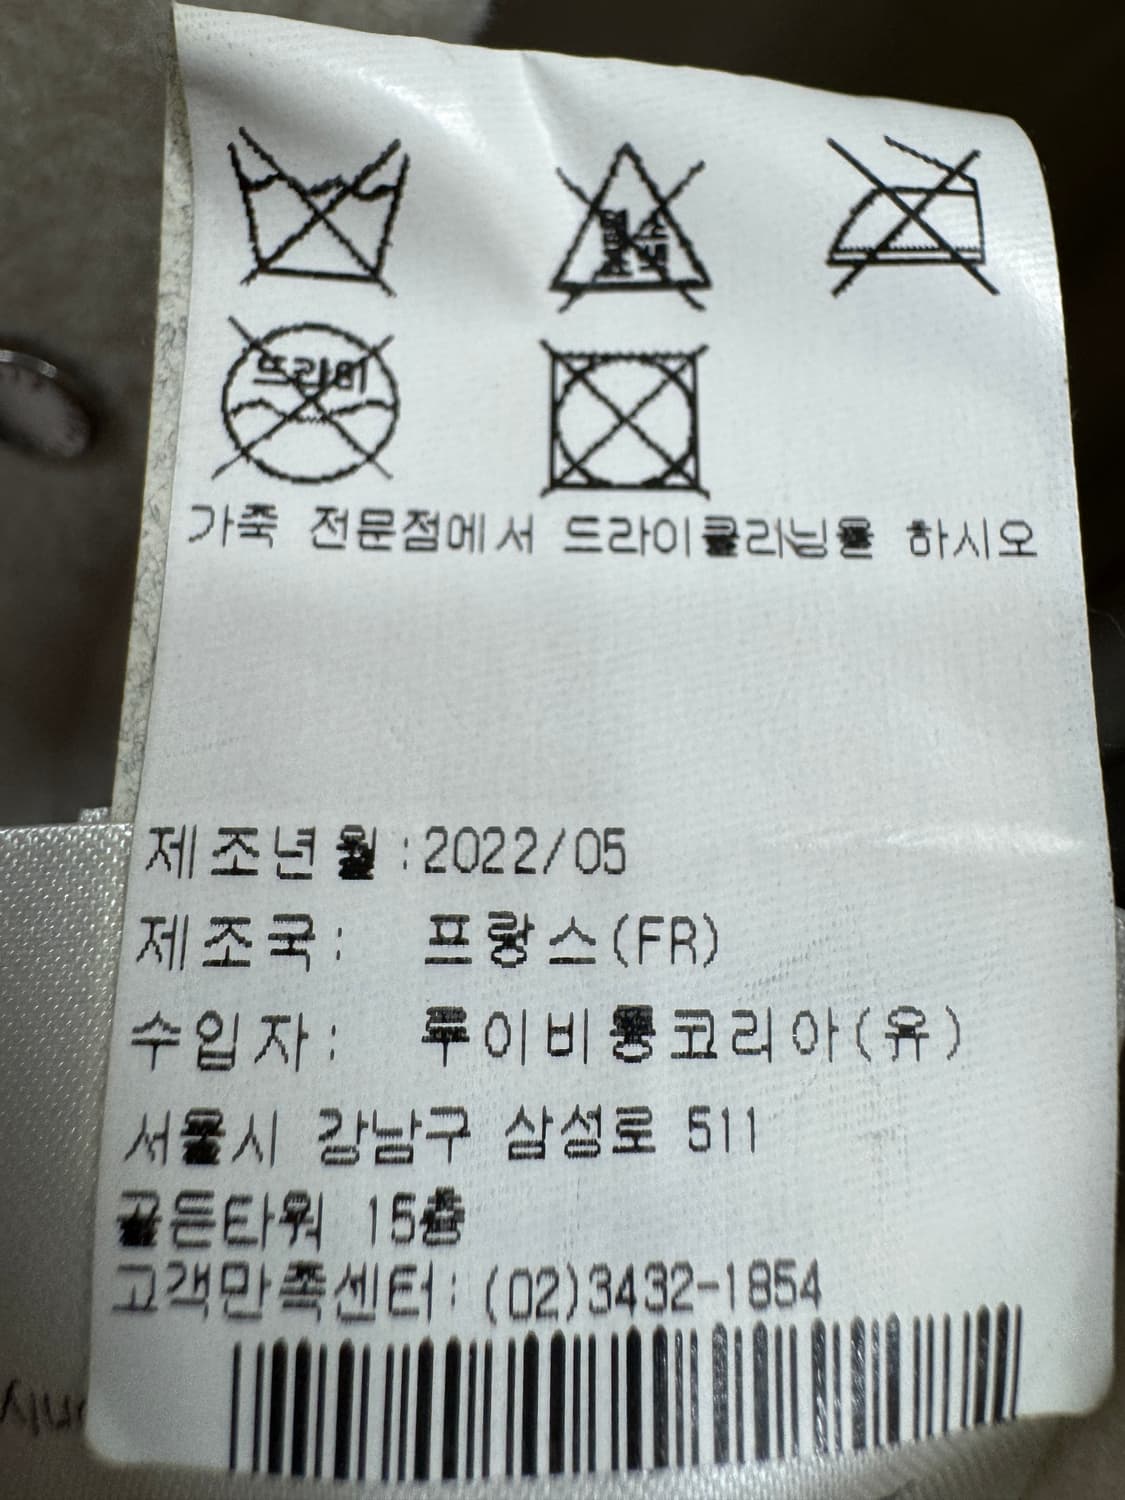 드라이
가죽 전문점에서 드라이클리닝을 하시오
제조년월:2022/05
제조국: 프랑스(FR)
수입자: 루이비통코리아(유)
서울시 강남구 삼성로 511
골든타워 15층
고객만족센터:(02)3432-1854